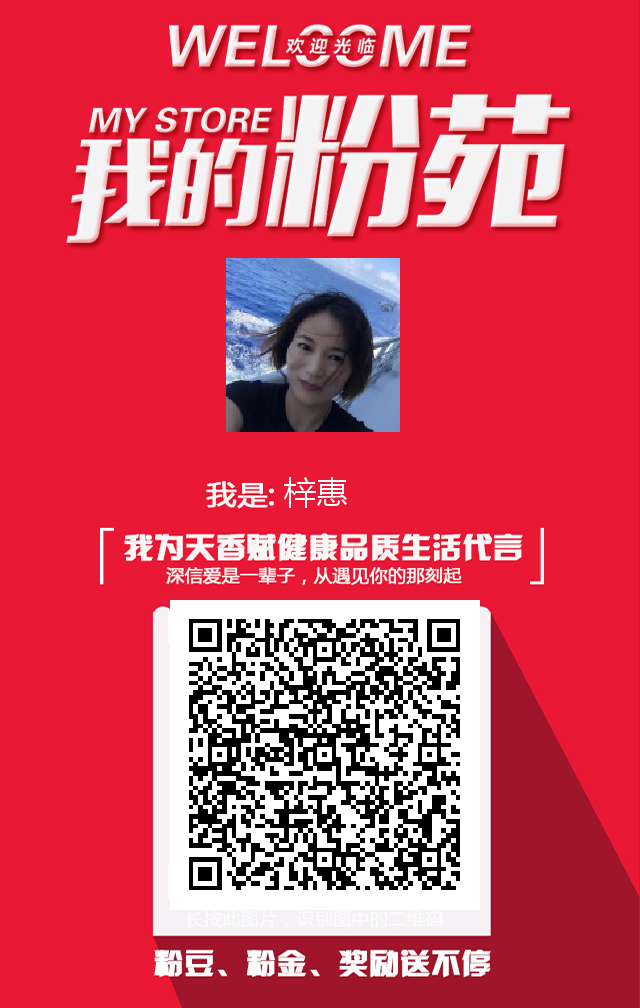 WELCOME
欢迎光临
MY STORE
我的粉苑
我是: 梓惠
我为天香赋健康品质生活代言
深信爱是一辈子，从遇见你的那刻起
长按此图片，识别图中的二维码
粉豆、粉金、奖励送不停